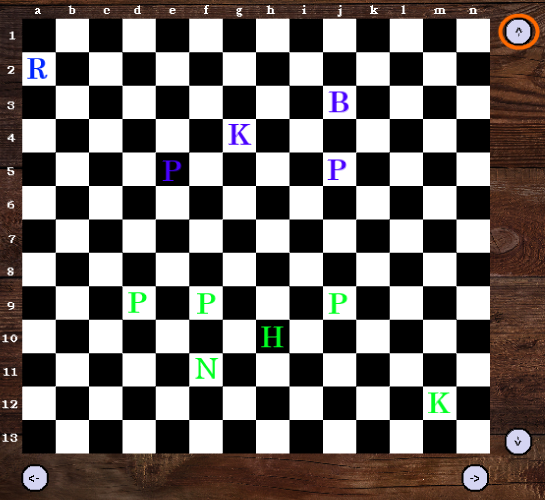 a b c d e f g h i j k l m n
1 ^
2 R
3 B
4 K
5 P P
6
7
8
9 P P P
10 H
11 N
12 K
13 v
<- ->